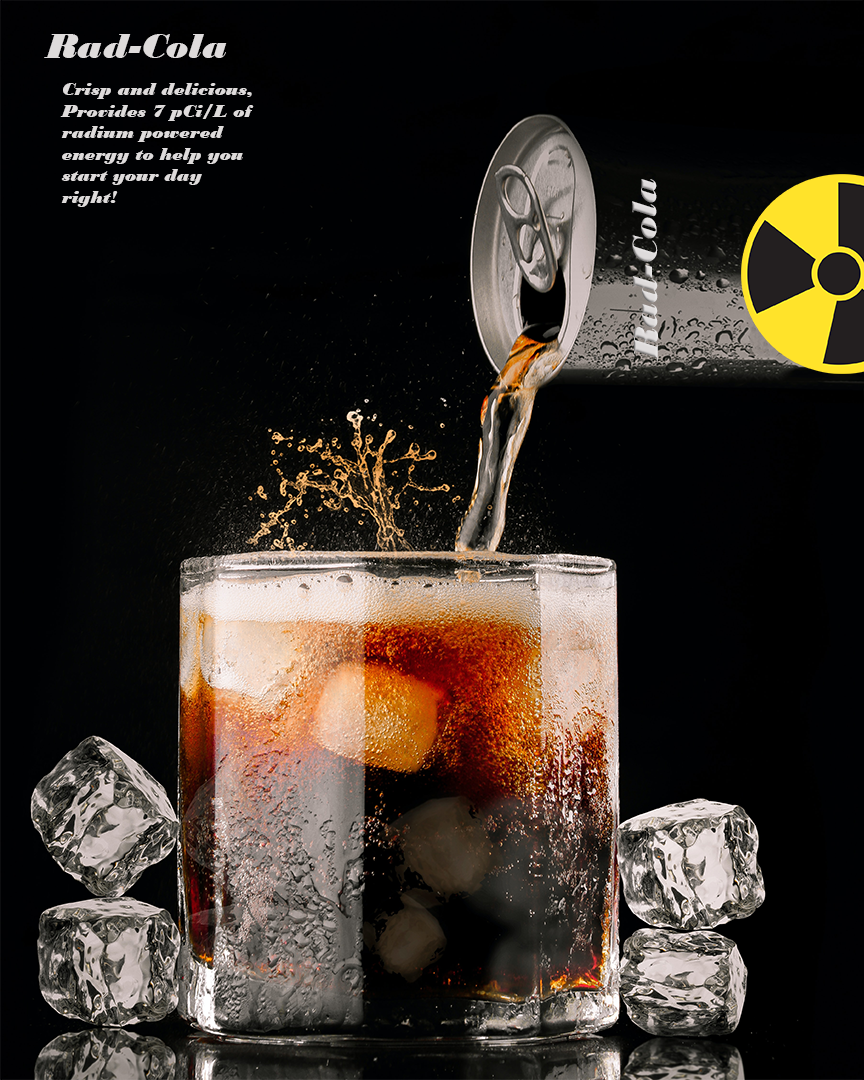 Rad-Cola
Crisp and delicious,
Provides 7 pCi/L of
radium powered
energy to help you
start your day
right!
Rad-Cola